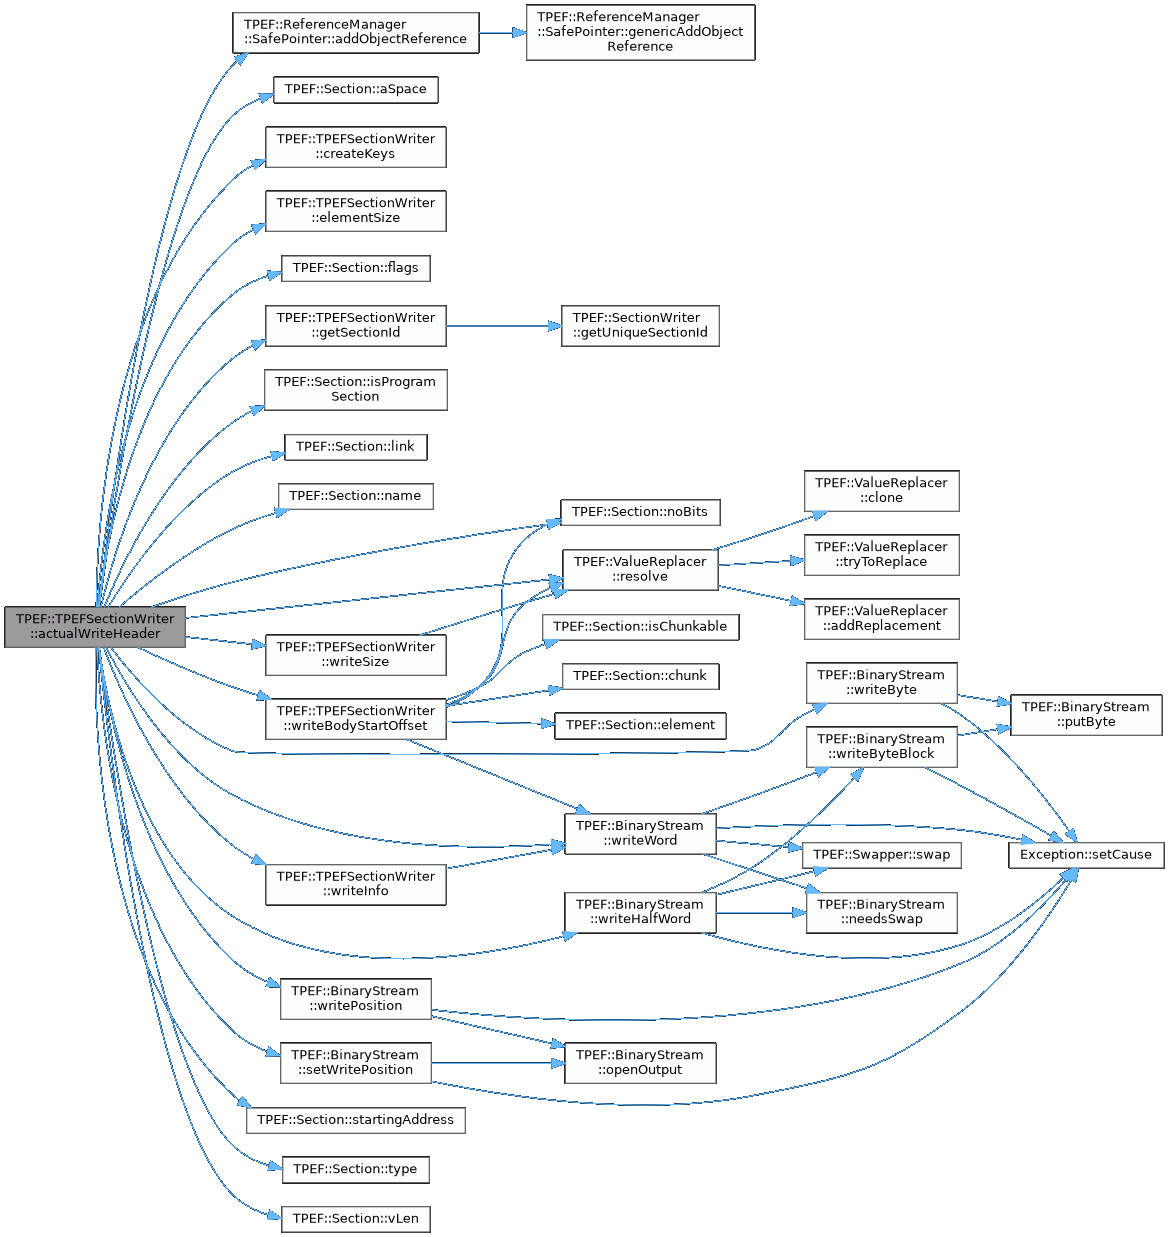 TPEF::ReferenceManager
::SafePointer::addObjectReference
TPEF::ReferenceManager
::SafePointer::genericAddObject
Reference
TPEF::Section::aSpace
TPEF::TPEFSectionWriter
::createKeys
TPEF::TPEFSectionWriter
::elementSize
TPEF::Section::flags
TPEF::TPEFSectionWriter
::getSectionId
TPEF::SectionWriter
::getUniqueSectionId
TPEF::Section::isProgram
Section
TPEF::Section::link
TPEF::Section::name
TPEF::Section::noBits
TPEF::ValueReplacer
::resolve
TPEF::ValueReplacer
::clone
TPEF::ValueReplacer
::tryToReplace
TPEF::ValueReplacer
::addReplacement
TPEF::TPEFSectionWriter
::actualWriteHeader
TPEF::TPEFSectionWriter
::writeSize
TPEF::Section::isChunkable
TPEF::Section::chunk
TPEF::TPEFSectionWriter
::writeBodyStartOffset
TPEF::Section::element
TPEF::BinaryStream
::writeByte
TPEF::BinaryStream
::writeByteBlock
TPEF::BinaryStream
::putByte
TPEF::BinaryStream
::writeWord
TPEF::Swapper::swap
Exception::setCause
TPEF::TPEFSectionWriter
::writeInfo
TPEF::BinaryStream
::writeHalfWord
TPEF::BinaryStream
::needsSwap
TPEF::BinaryStream
::writePosition
TPEF::BinaryStream
::setWritePosition
TPEF::BinaryStream
::openOutput
TPEF::Section::startingAddress
TPEF::Section::type
TPEF::Section::vLen